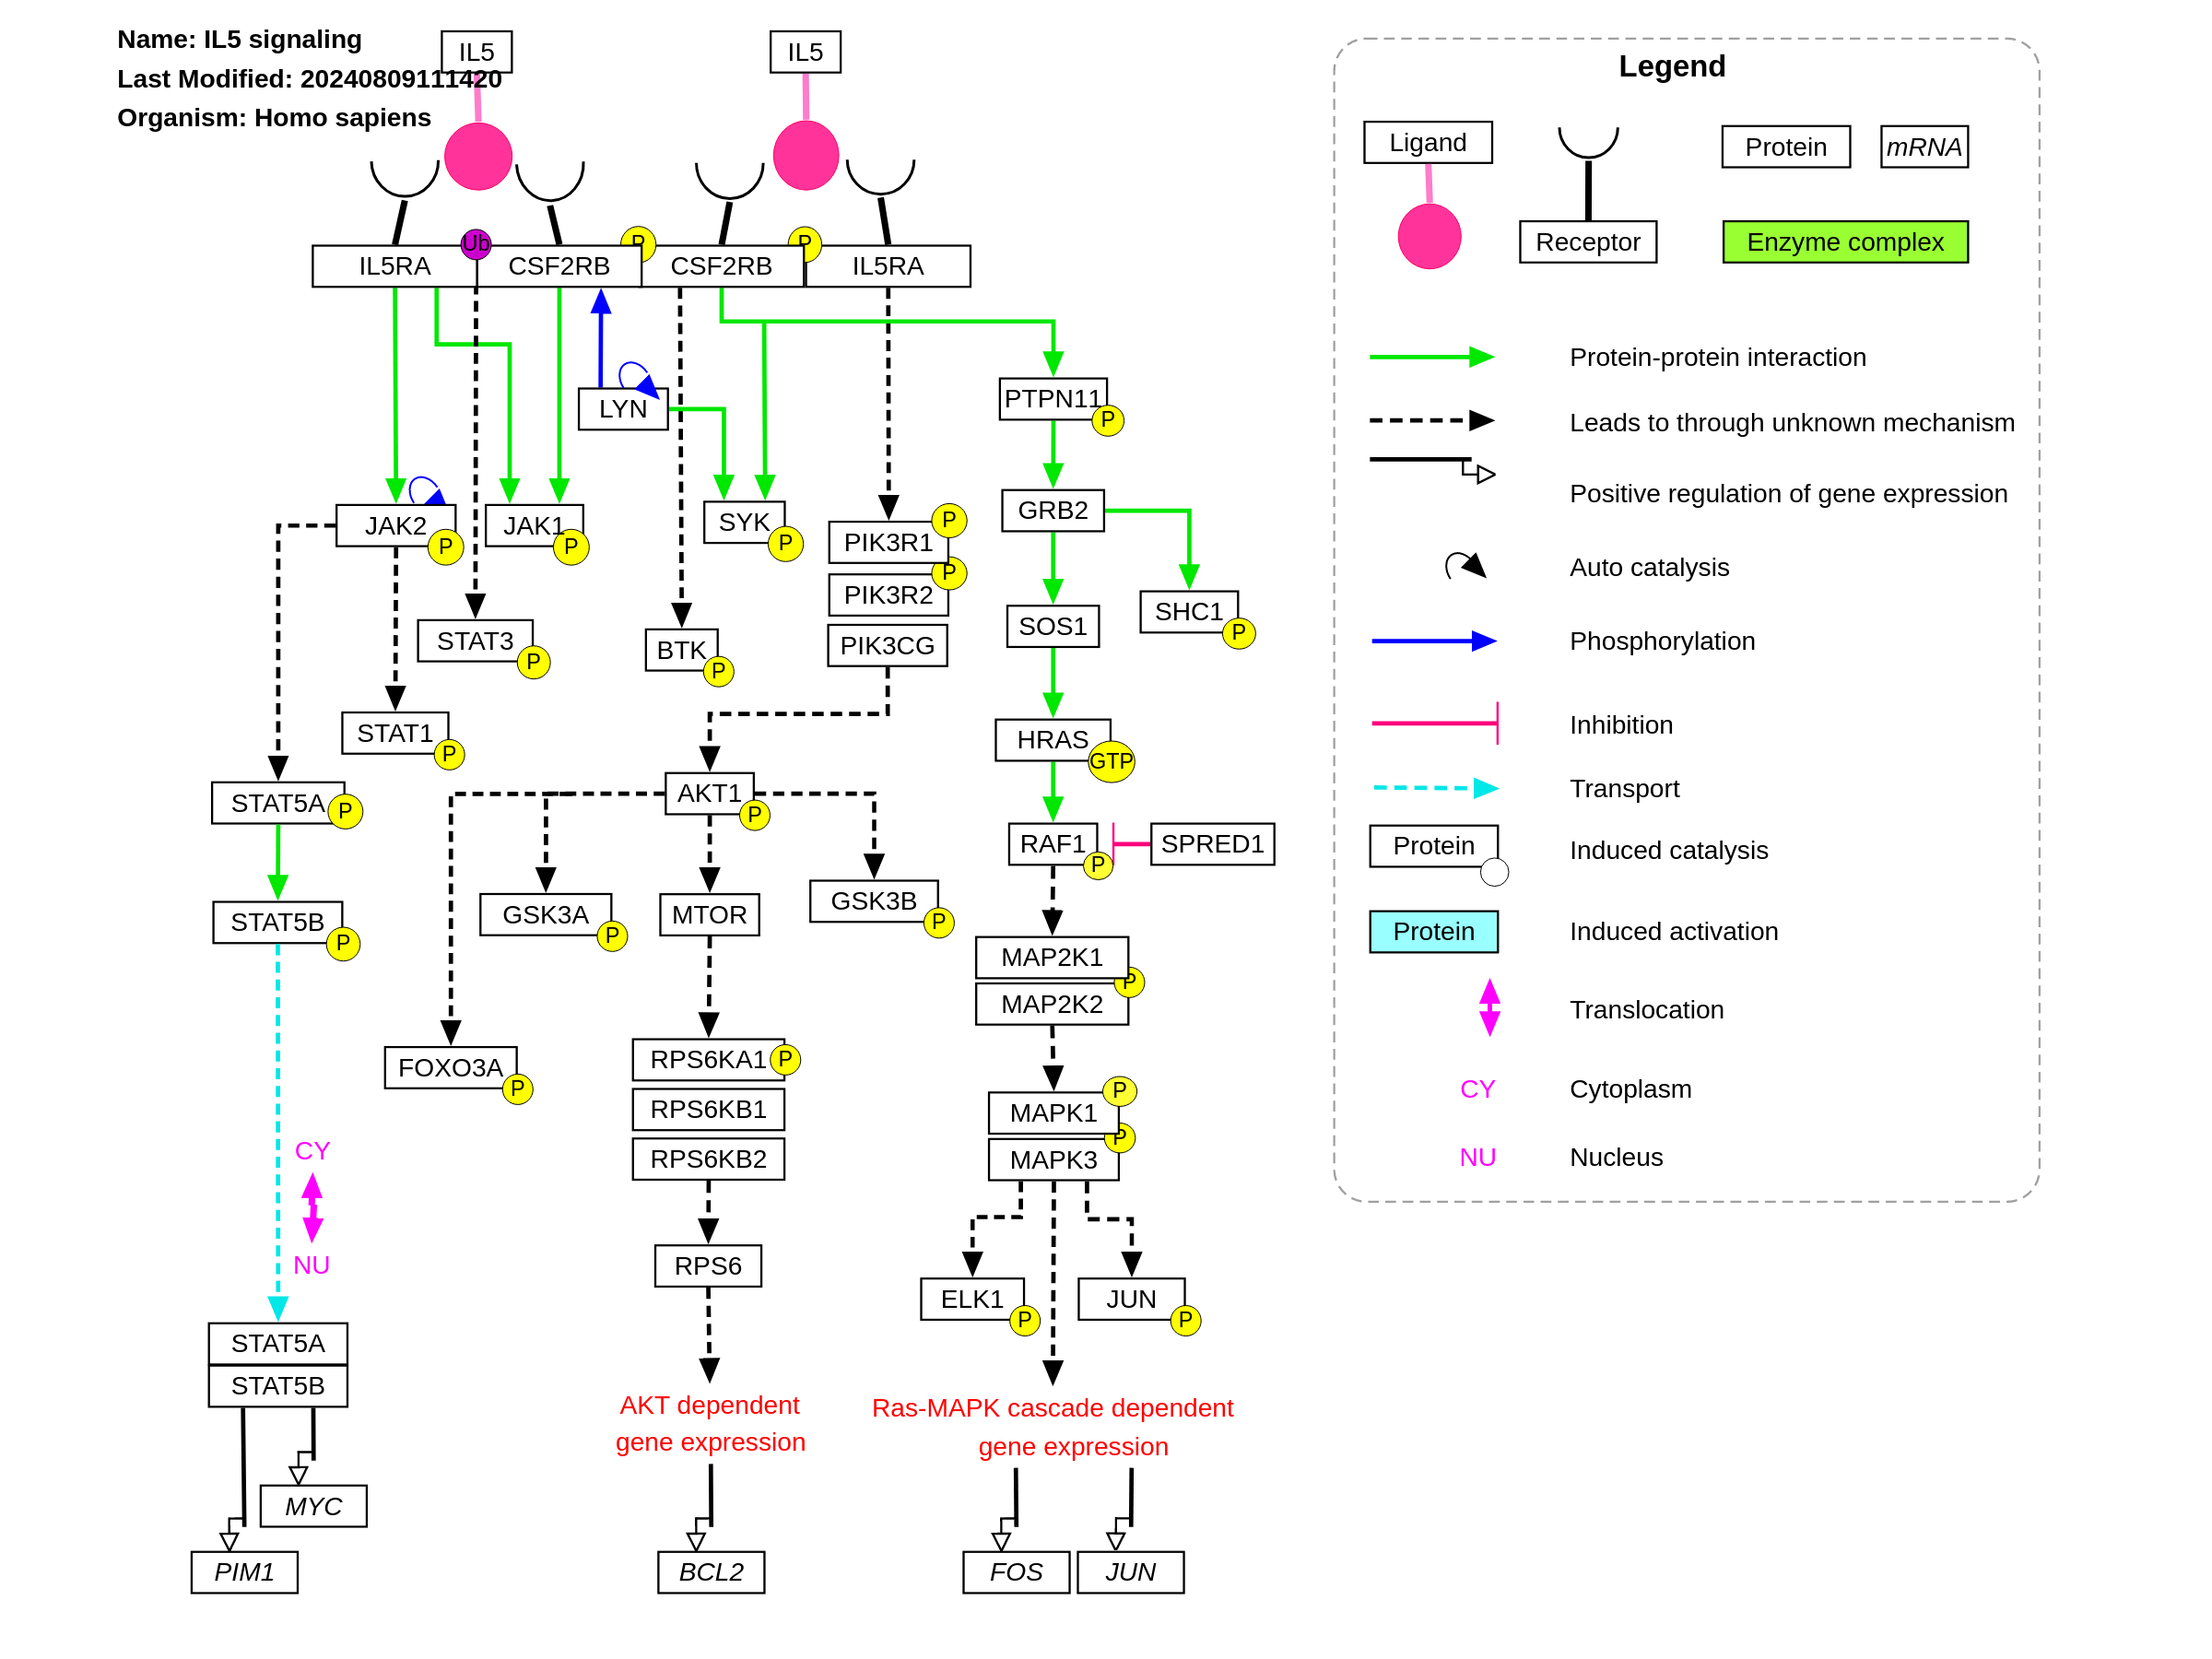 Name: IL5 signaling
Last Modified: 20240809111420
Organism: Homo sapiens
IL5
IL5
Ub
P
P
IL5RA
CSF2RB
CSF2RB
IL5RA
LYN
PTPN11
P
JAK2
P
JAK1
P
SYK
P
GRB2
PIK3R1
P
PIK3R2
P
PIK3CG
STAT3
P
BTK
P
SOS1
SHC1
P
STAT1
P
HRAS
GTP
STAT5A
P
AKT1
P
RAF1
P
SPRED1
STAT5B
P
GSK3A
P
MTOR
GSK3B
P
MAP2K1
MAP2K2
P
FOXO3A
P
RPS6KA1
P
RPS6KB1
RPS6KB2
MAPK1
P
MAPK3
P
CY
NU
RPS6
ELK1
P
JUN
P
STAT5A
STAT5B
AKT dependent
gene expression
Ras-MAPK cascade dependent
gene expression
MYC
PIM1
BCL2
FOS
JUN
Legend
Ligand
Protein
mRNA
Receptor
Enzyme complex
Protein-protein interaction
Leads to through unknown mechanism
Positive regulation of gene expression
Auto catalysis
Phosphorylation
Inhibition
Transport
Protein
Induced catalysis
Protein
Induced activation
Translocation
CY
Cytoplasm
NU
Nucleus